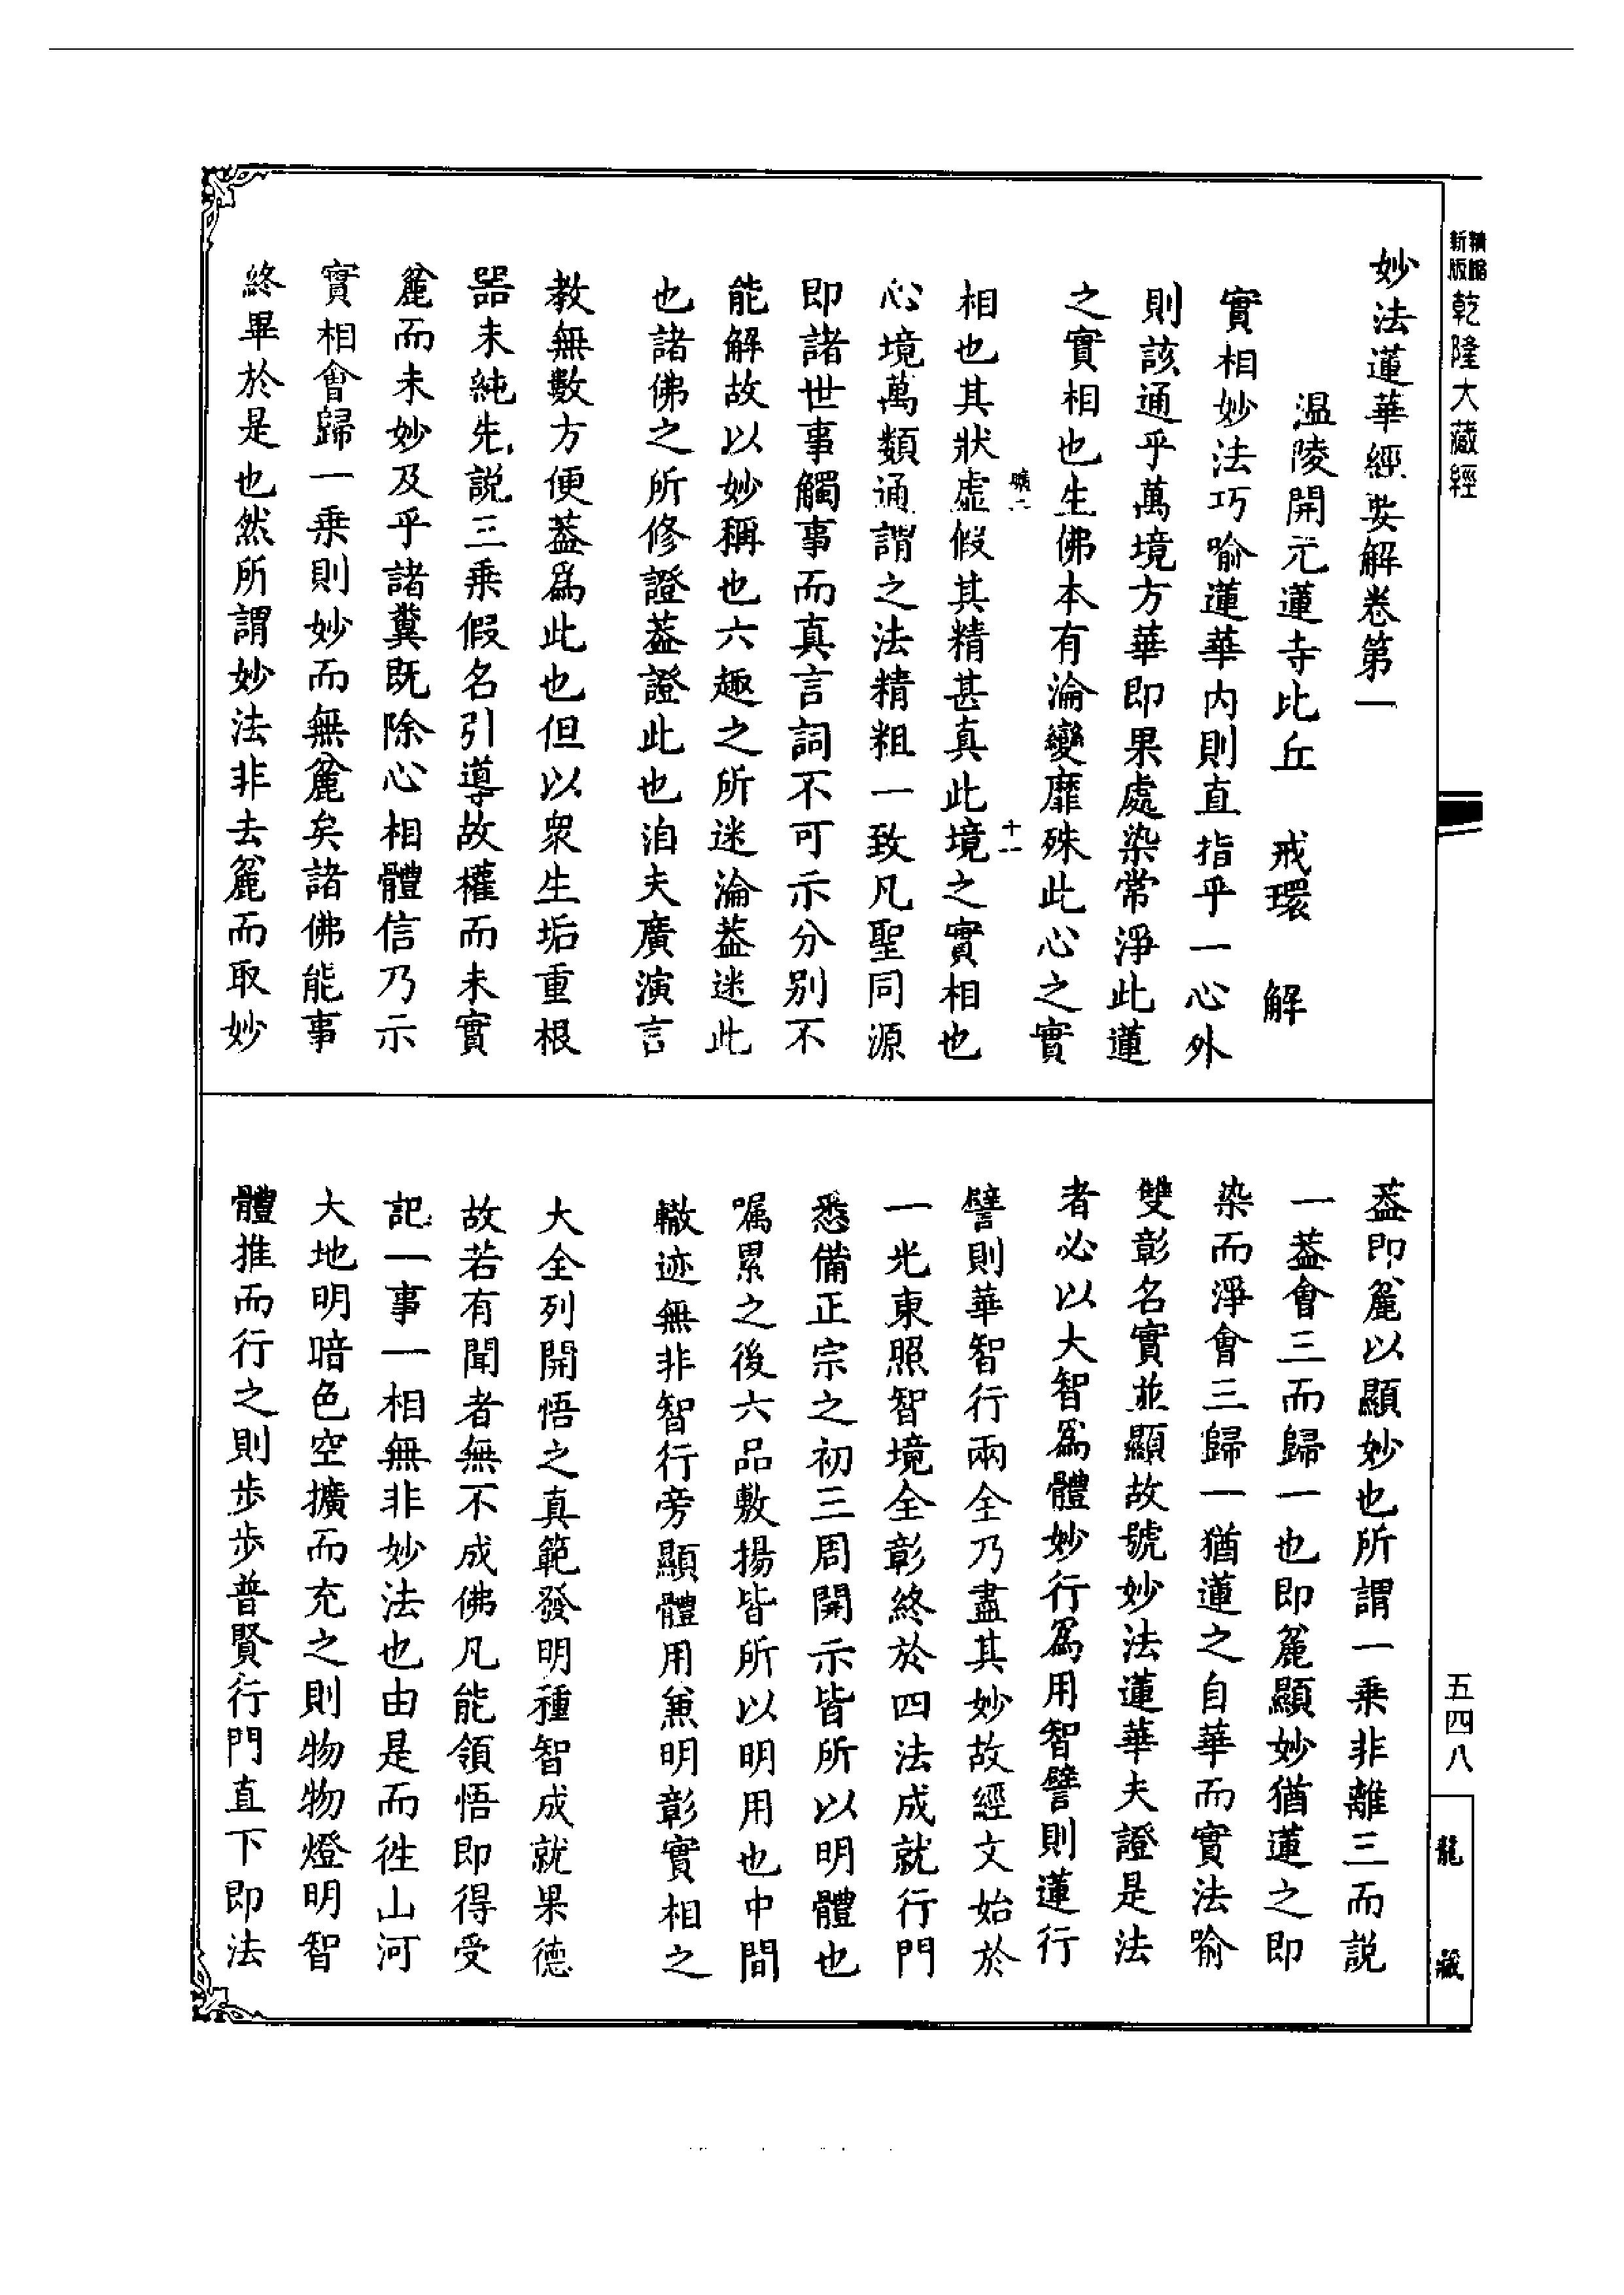 新版精縮乾隆大藏經
妙法蓮華經要解卷第一
温陵開元蓮寺比丘戒環解
實相妙法巧喻蓮華内則直指乎一心外
則該通乎萬境方華即果處染常淨此蓮
之實相也生佛本有淪變靡殊此心之實
相也其狀虛假其精甚真此境之實相也
十一
心境萬類通謂之法精粗一致凡聖同源
即諸世事觸事而真言詞不可示分别不
能解故以妙稱也六趣之所迷淪葢迷此
也諸佛之所修證葢證此也洎夫廣演言
教無數方便葢爲此也但以衆生垢重根
噐未純先説三乗假名引導故權而未實
麄而未妙及乎諸糞既除心相體信乃示
實相會歸一乗則妙而無麄矣諸佛能事
終畢於是也然所謂妙法非去麄而取妙
葢即麄以顯妙也所謂一乗非離三而説
一葢會三而歸一也即麄顯妙猶蓮之即
染而淨會三歸一猶蓮之自華而實法喻
雙彰名實並顯故號妙法蓮華夫證是法
者必以大智爲體妙行爲用智譬則蓮行
譬則華智行兩全乃盡其妙故經文始於
一光東照智境全彰終於四法成就行門
悉備正宗之初三周開示皆所以明體也
囑累之後六品敷揚皆所以明用也中間
轍迹無非智行旁顯體用兼明彰實相之
大全列開悟之真範發明種智成就果德
故若有聞者無不成佛凡能領悟即得受
記一事一相無非妙法也由是而徃山河
大地明暗色空擴而充之則物物燈明智
體推而行之則步步普賢行門直下即法
五四八
龍藏